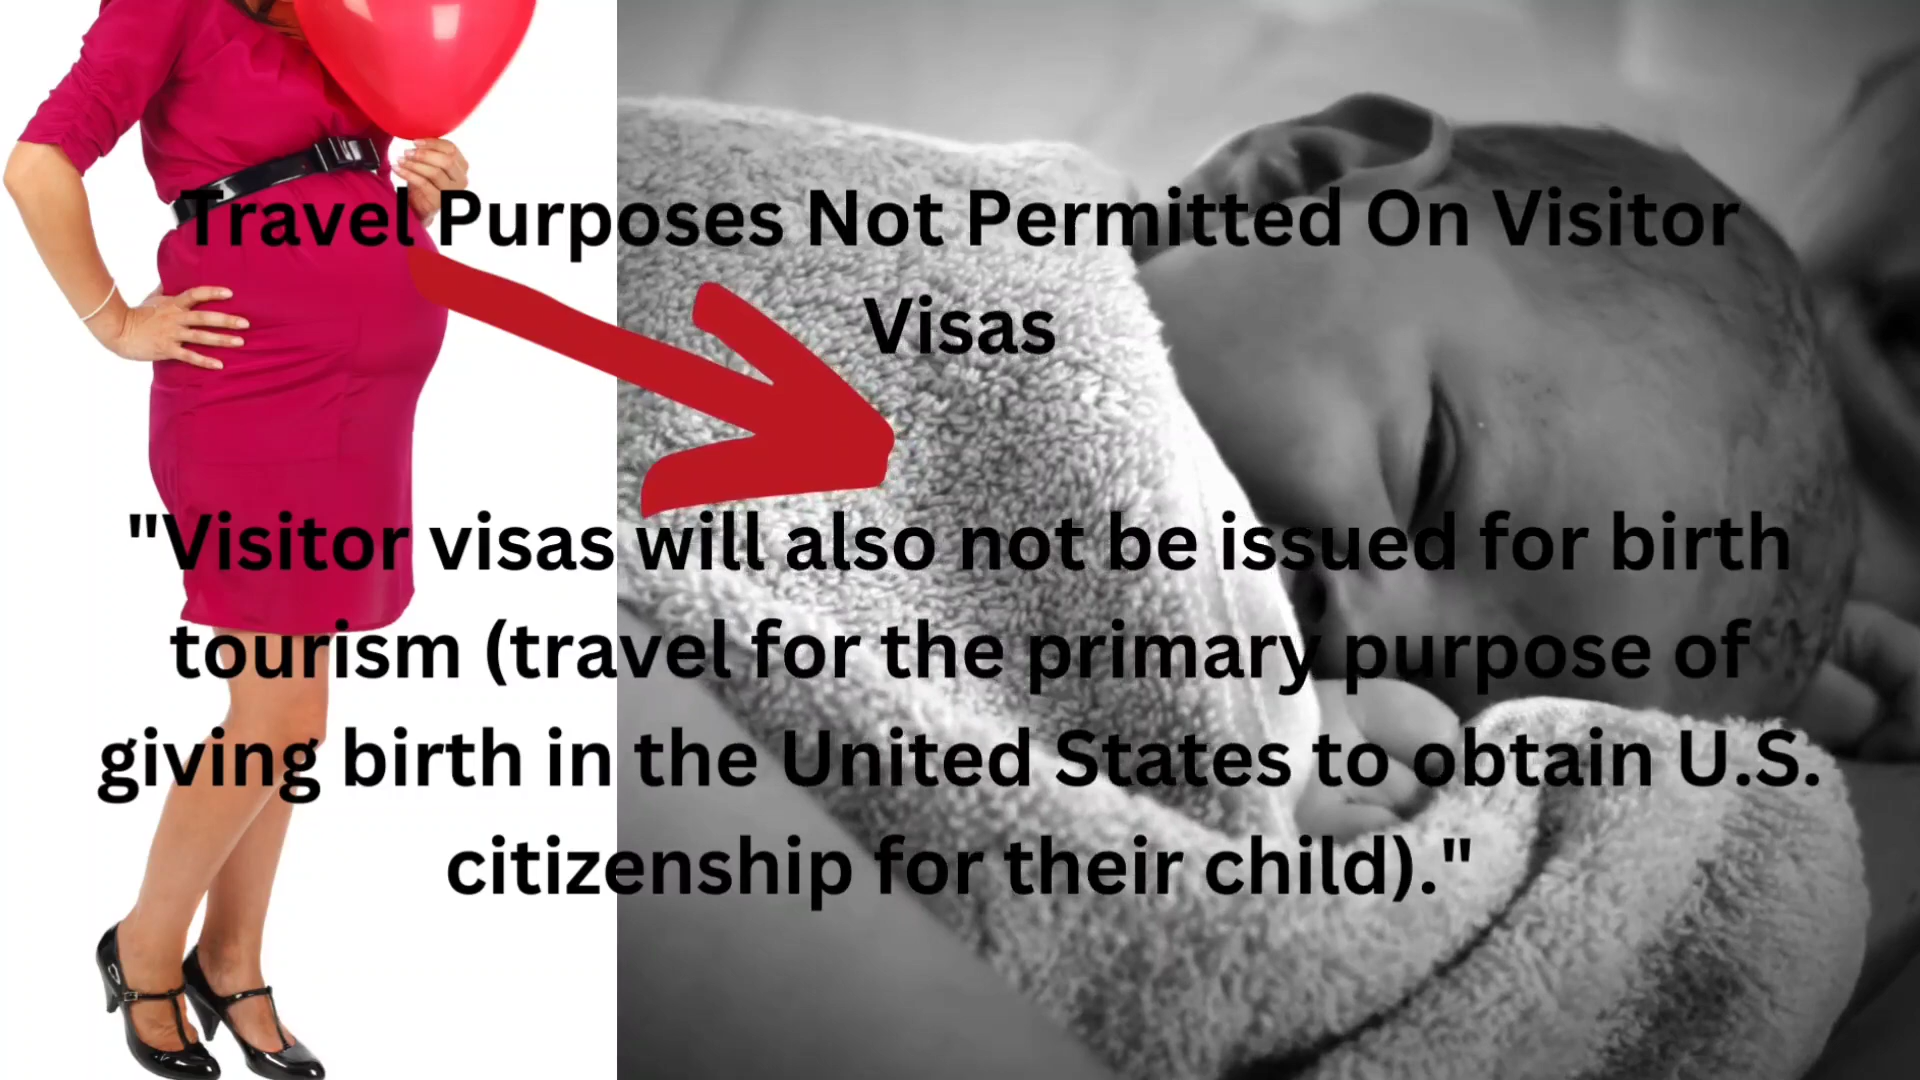 Travel Purposes Not Permitted On Visitor
Visas
"Visitor visas will also not be issued for birth
tourism (travel for the primary purpose of
giving birth in the United States to obtain U.S.
citizenship for their child)."